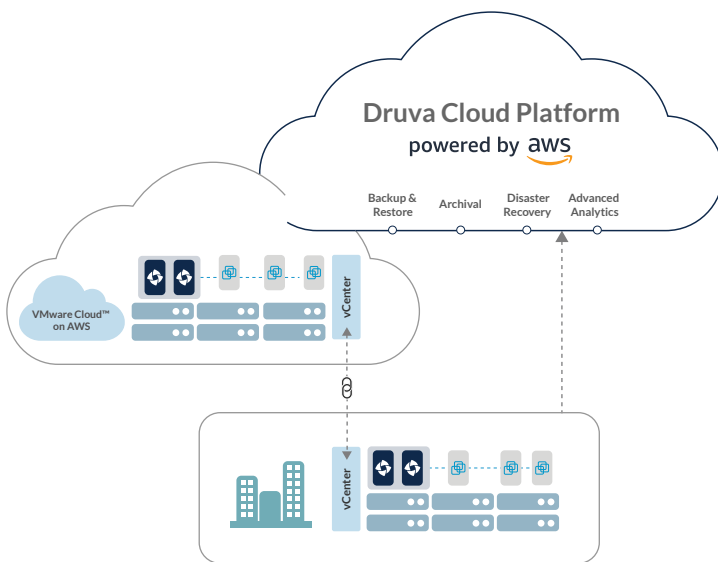 Druva Cloud Platform
powered by aws
Backup &
Restore
Archival
Disaster
Recovery
Advanced
Analytics
VMware Cloud™
on AWS
vCenter
vCenter